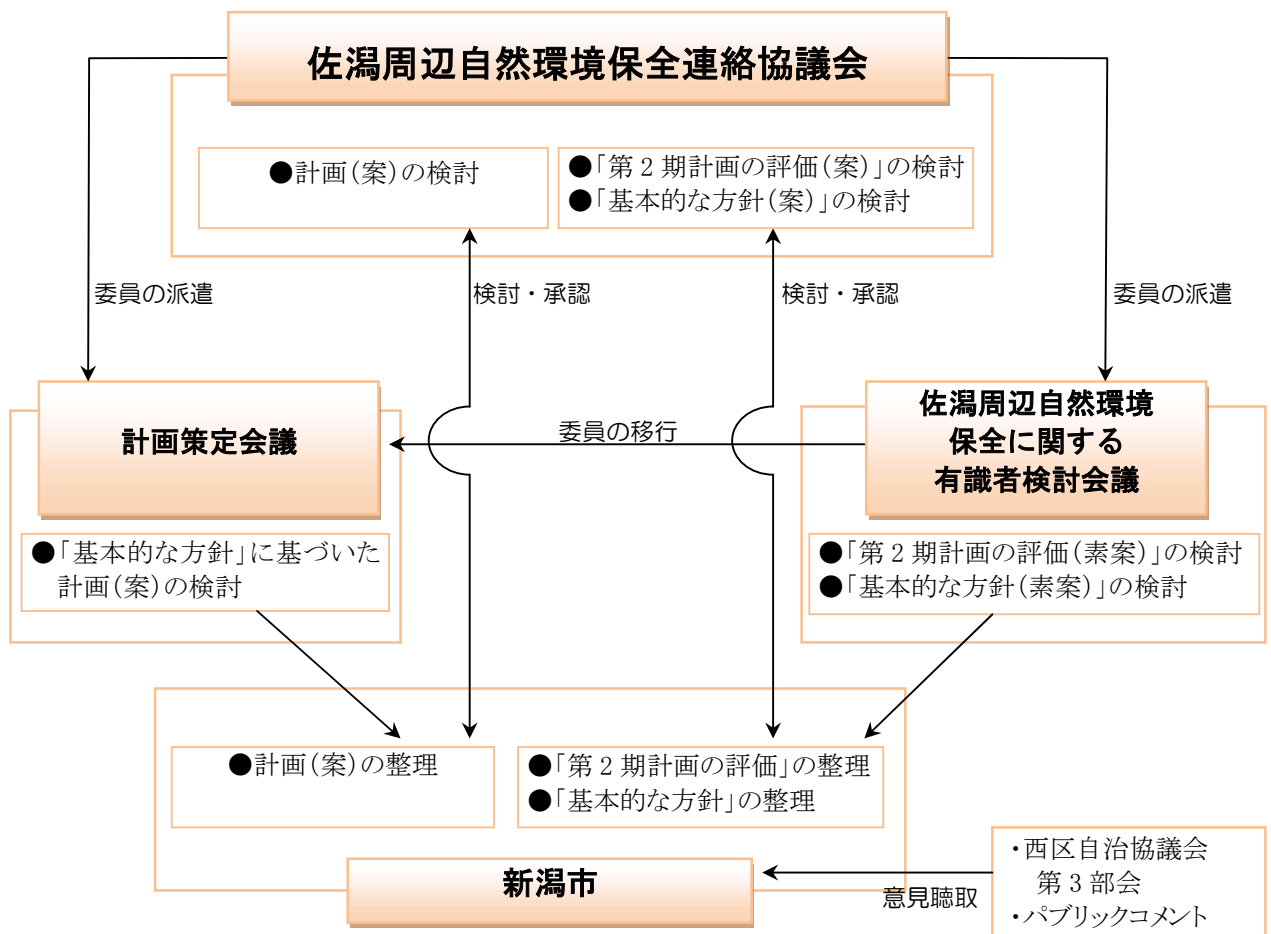 佐潟周辺自然環境保全連絡協議会
●計画(案)の検討
●「第2期計画の評価(案)」の検討
●「基本的な方針(案)」の検討
委員の派遣
検討・承認
検討・承認
委員の派遣
計画策定会議
委員の移行
佐潟周辺自然環境
保全に関する
有識者検討会議
●「基本的な方針」に基づいた
計画(案)の検討
●「第2期計画の評価(素案)」の検討
●「基本的な方針(素案)」の検討
●計画(案)の整理
●「第2期計画の評価」の整理
●「基本的な方針」の整理
新潟市
意見聴取
・西区自治協議会
第3部会
・パブリックコメント